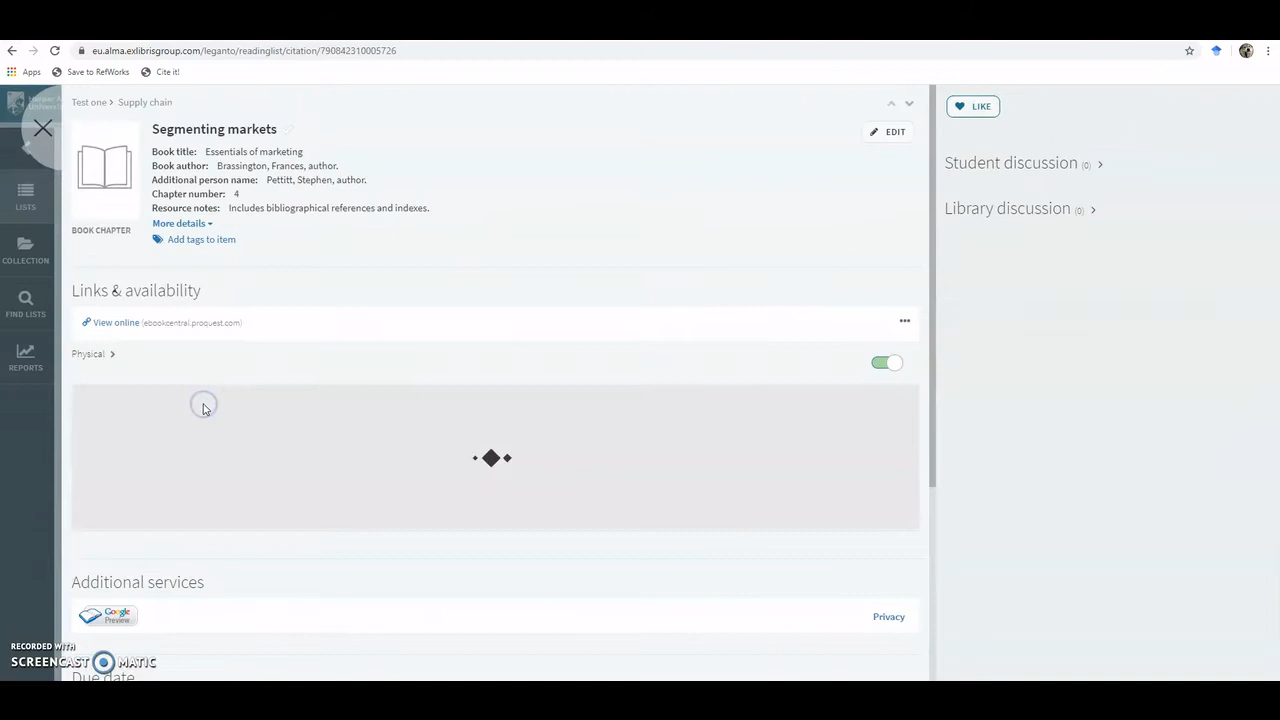 eu.alma.exlibrisgroup.com/leganto/readinglist/citation/790842310005726
Apps Save to RefWorks Cite it!
Test one > Supply chain
Segmenting markets
EDIT
Book title: Essentials of marketing
Book author: Brassington, Frances, author.
Additional person name: Pettitt, Stephen, author.
Chapter number: 4
Resource notes: Includes bibliographical references and indexes.
More details
BOOK CHAPTER
Add tags to item
LIKE
Student discussion (0) >
Library discussion (0) >
LISTS
COLLECTION
FIND LISTS
REPORTS
Links & availability
View online (ebookcentral.proquest.com)
Physical >
Additional services
Google
Preview
Privacy
Due date
RECORDED WITH
SCREENCAST MATIC